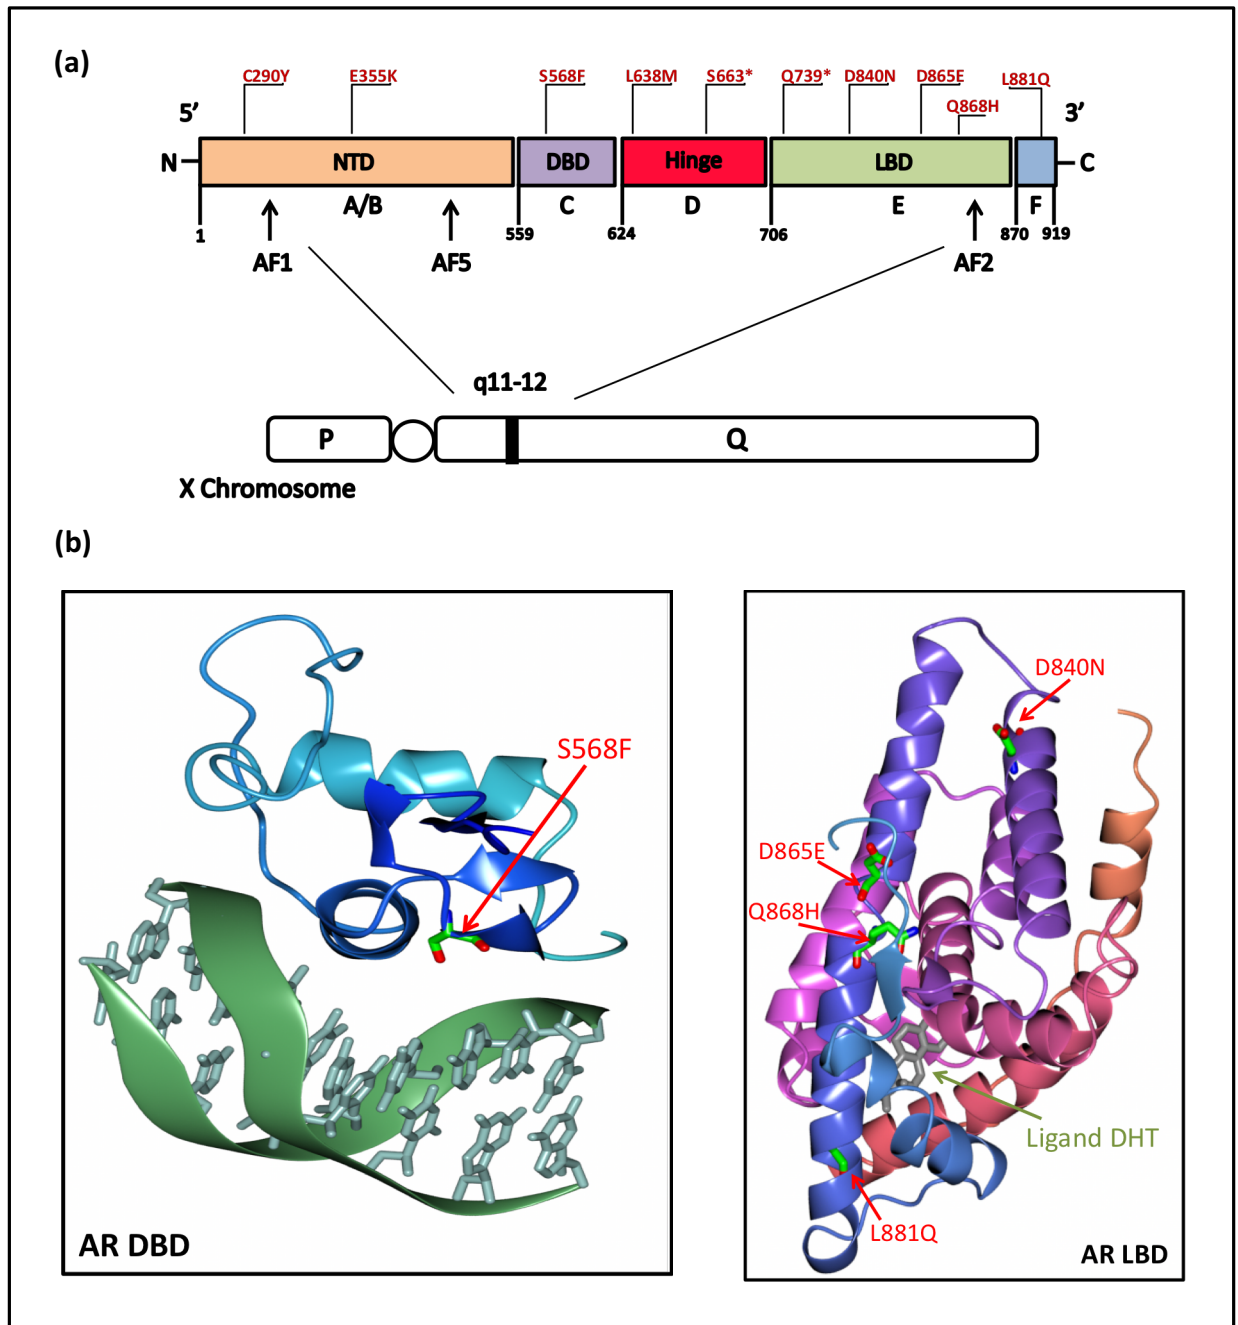 (a)
C290Y E355K S568F L638M S663* Q739* D840N D865E L881Q
Q868H
5’ 3’
N NTD DBD Hinge LBD C
A/B C D E F
1 559 624 706 870 919
AF1 AF5 AF2
q11-12
P Q
X Chromosome
(b)
S568F
AR DBD
D840N
D865E
Q868H
Ligand DHT
L881Q
AR LBD